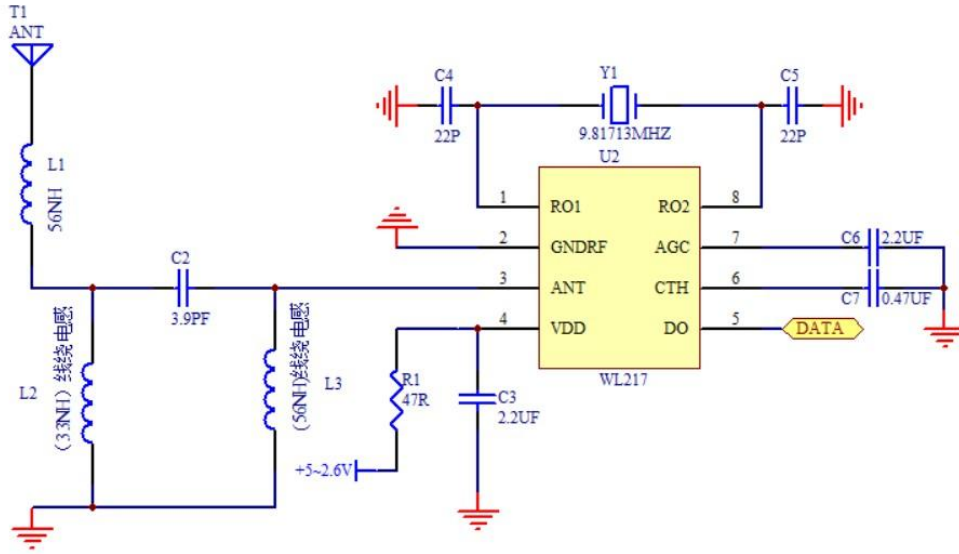 T1
ANT
L1
56NH
C4
22P
Y1
9.81713MHZ
C5
22P
U2
1
RO1
RO2
8
2
GNDRF
AGC
7
C6
2.2UF
3
ANT
CTH
6
C7
0.47UF
4
VDD
DO
5
DATA
WL217
C2
3.9PF
L2
(33NH)线绕电感
L3
(56NH)线绕电感
R1
47R
C3
2.2UF
+5~2.6V